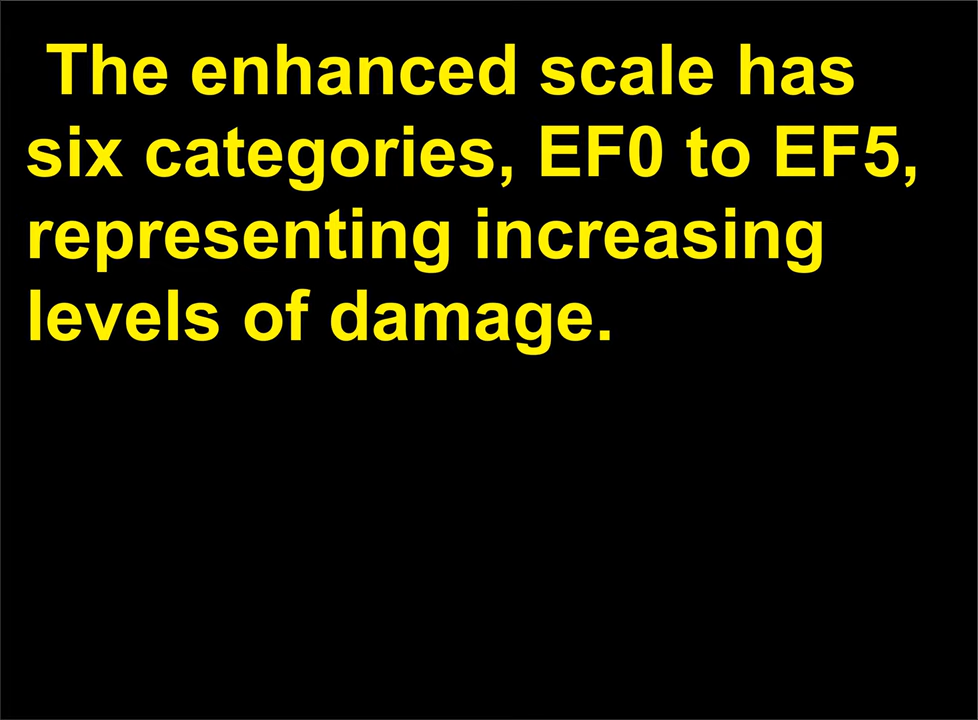 The enhanced scale has
six categories, EF0 to EF5,
representing increasing
levels of damage.